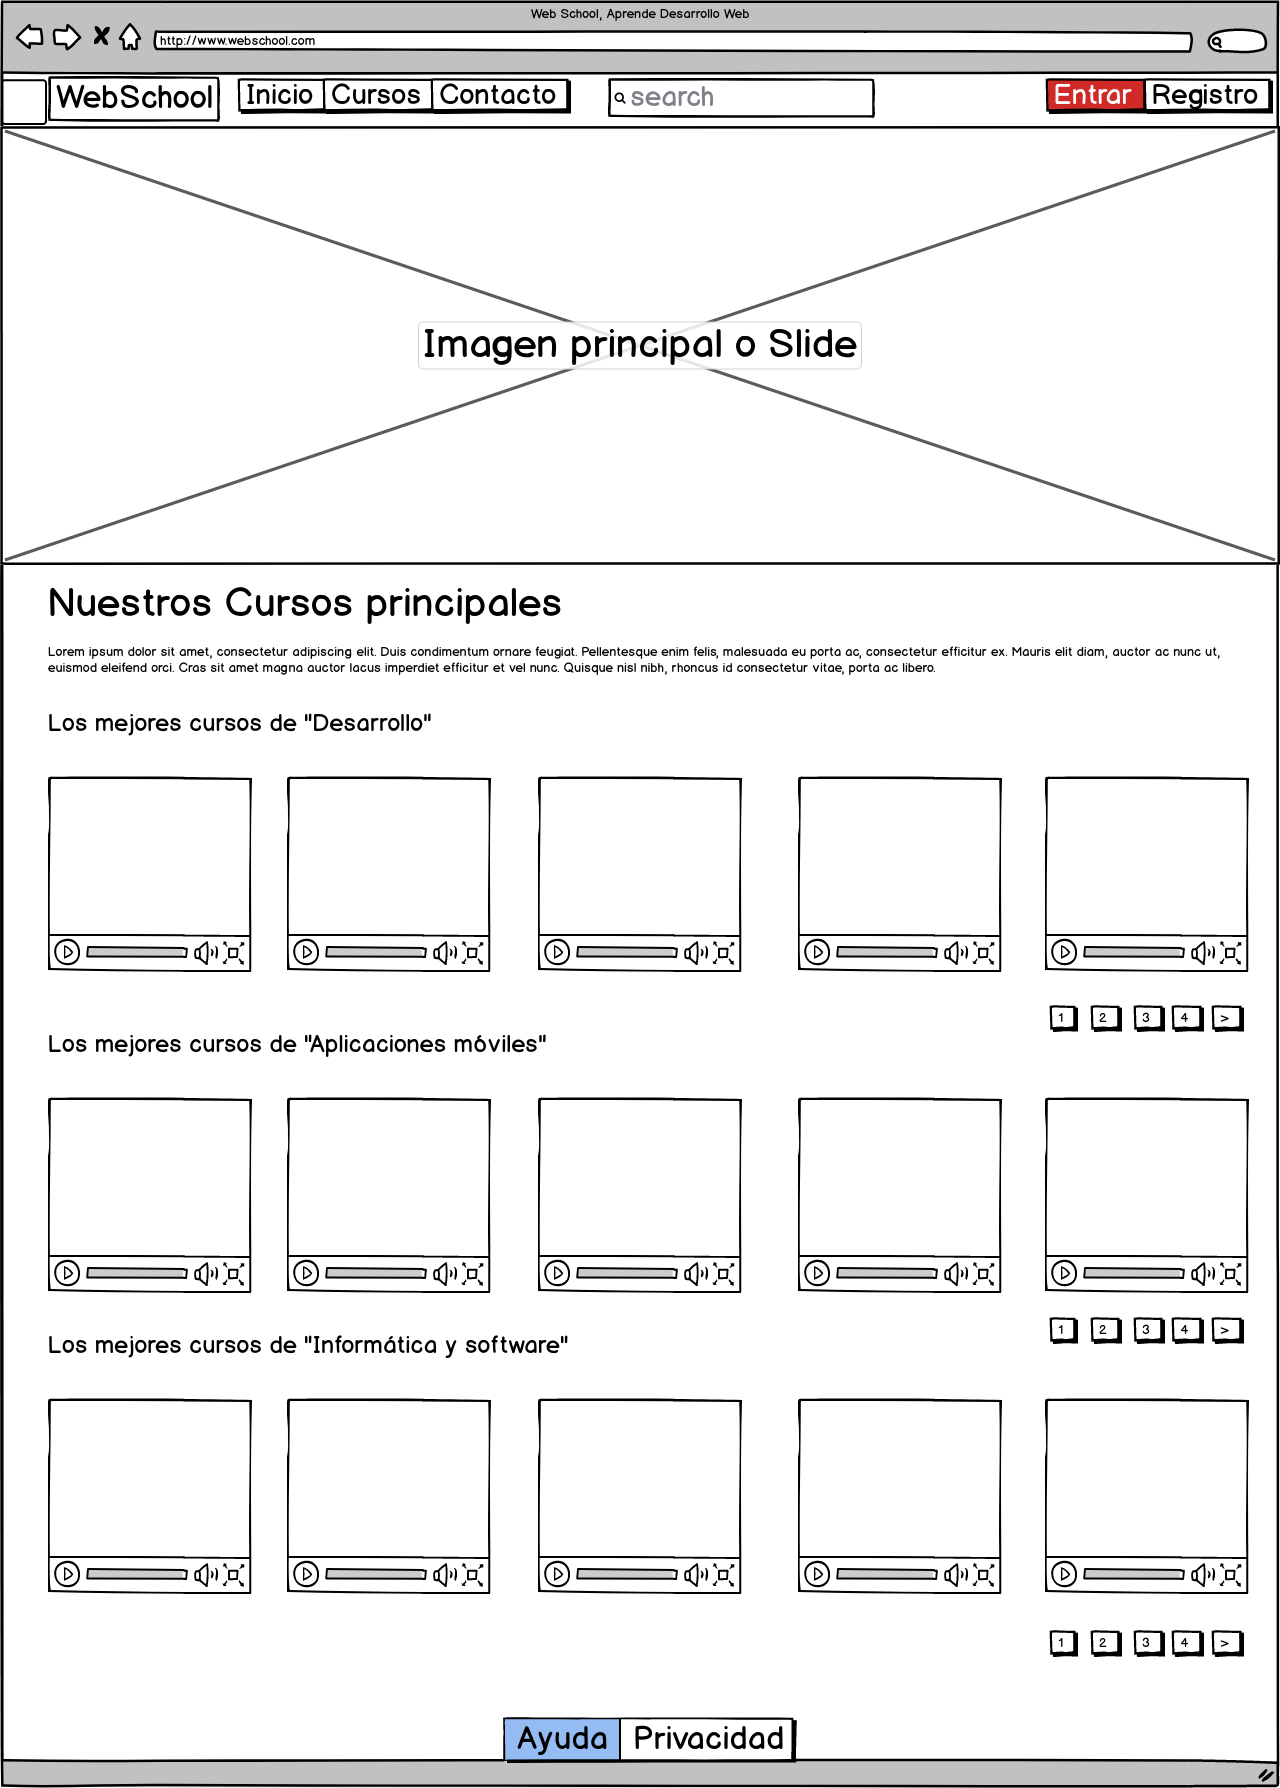 Web School, Aprende Desarrollo Web
http://www.webschool.com
WebSchool Inicio Cursos Contacto search Entrar Registro
Imagen principal o Slide
Nuestros Cursos principales
Lorem ipsum dolor sit amet, consectetur adipiscing elit. Duis condimentum ornare feugiat. Pellentesque enim felis, malesuada eu porta ac, consectetur efficitur ex. Mauris elit diam, auctor ac nunc ut,
euismod eleifend orci. Cras sit amet magna auctor lacus imperdiet efficitur et vel nunc. Quisque nisl nibh, rhoncus id consectetur vitae, porta ac libero.
Los mejores cursos de "Desarrollo"
1 2 3 4 >
Los mejores cursos de "Aplicaciones móviles"
1 2 3 4 >
Los mejores cursos de "Informática y software"
1 2 3 4 >
Ayuda Privacidad